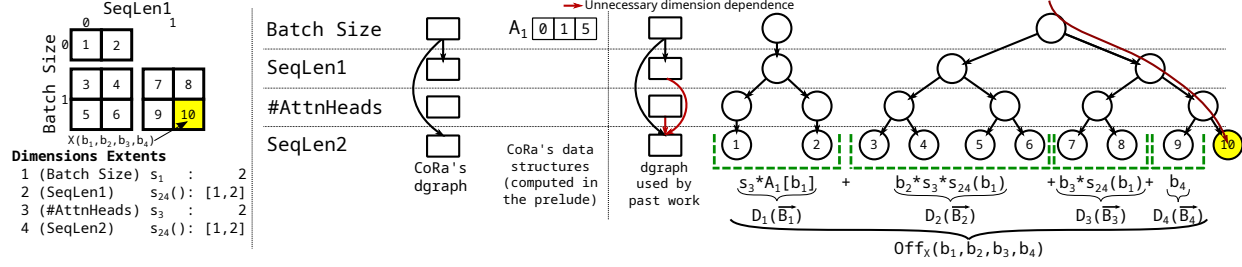 SeqLen1
0 1
Batch Size
0
1 2
1
3 4 7 8
5 6 9 10
X(b₁,b₂,b₃,b₄)
Dimensions Extents
1 (Batch Size) s₁ : 2
2 (SeqLen1) s₂₄(): [1,2]
3 (#AttnHeads) s₃ : 2
4 (SeqLen2) s₂₄(): [1,2]
Batch Size
SeqLen1
#AttnHeads
SeqLen2
CoRa's
dgraph
A₁ 0 1 5
CoRa's data
structures
(computed in
the prelude)
Unnecessary dimension dependence
dgraph
used by
past work
1 2 3 4 5 6 7 8 9 10
s₃*A₁[b₁] + b₂*s₃*s₂₄(b₁) + b₃*s₂₄(b₁) + b₄
D₁(B₁) D₂(B₂) D₃(B₃) D₄(B₄)
Offₓ(b₁,b₂,b₃,b₄)